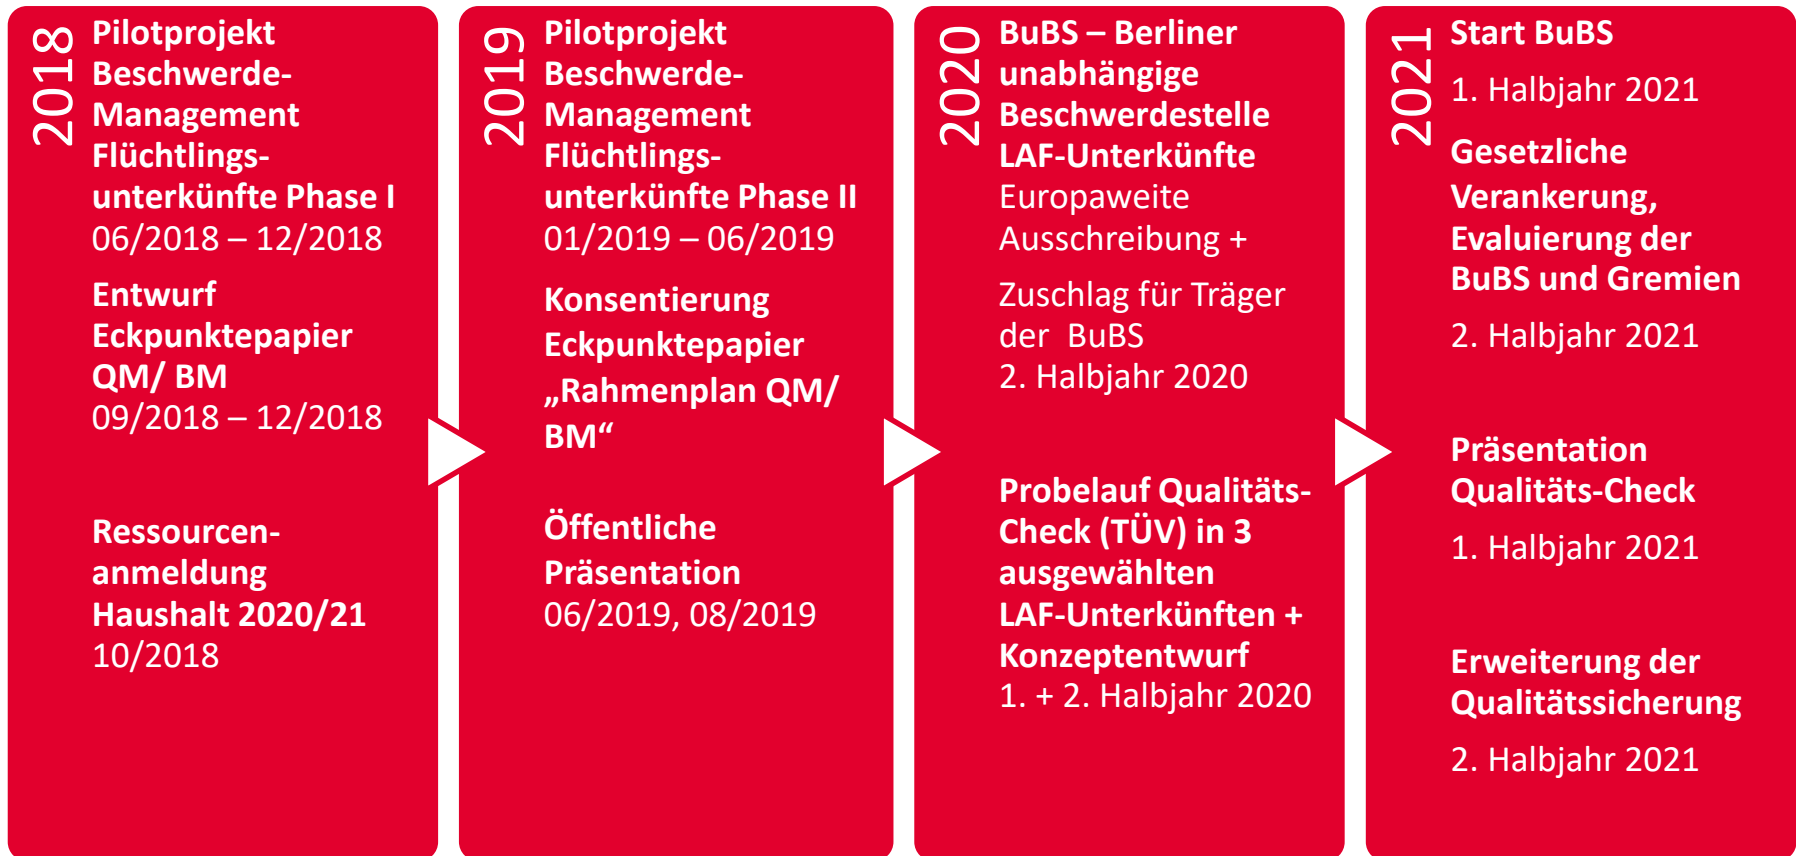 2018
Pilotprojekt
Beschwerde-
Management
Flüchtlings-
unterkünfte Phase I
06/2018 – 12/2018
Entwurf
Eckpunktepapier
QM/ BM
09/2018 – 12/2018
Ressourcen-
anmeldung
Haushalt 2020/21
10/2018
2019
Pilotprojekt
Beschwerde-
Management
Flüchtlings-
unterkünfte Phase II
01/2019 – 06/2019
Konsentierung
Eckpunktepapier
„Rahmenplan QM/
BM“
Öffentliche
Präsentation
06/2019, 08/2019
2020
BuBS – Berliner
unabhängige
Beschwerdestelle
LAF-Unterkünfte
Europaweite
Ausschreibung +
Zuschlag für Träger
der  BuBS
2. Halbjahr 2020
Probelauf Qualitäts-
Check (TÜV) in 3
ausgewählten
LAF-Unterkünften +
Konzeptentwurf
1. + 2. Halbjahr 2020
2021
Start BuBS
1. Halbjahr 2021
Gesetzliche
Verankerung,
Evaluierung der
BuBS und Gremien
2. Halbjahr 2021
Präsentation
Qualitäts-Check
1. Halbjahr 2021
Erweiterung der
Qualitätssicherung
2. Halbjahr 2021